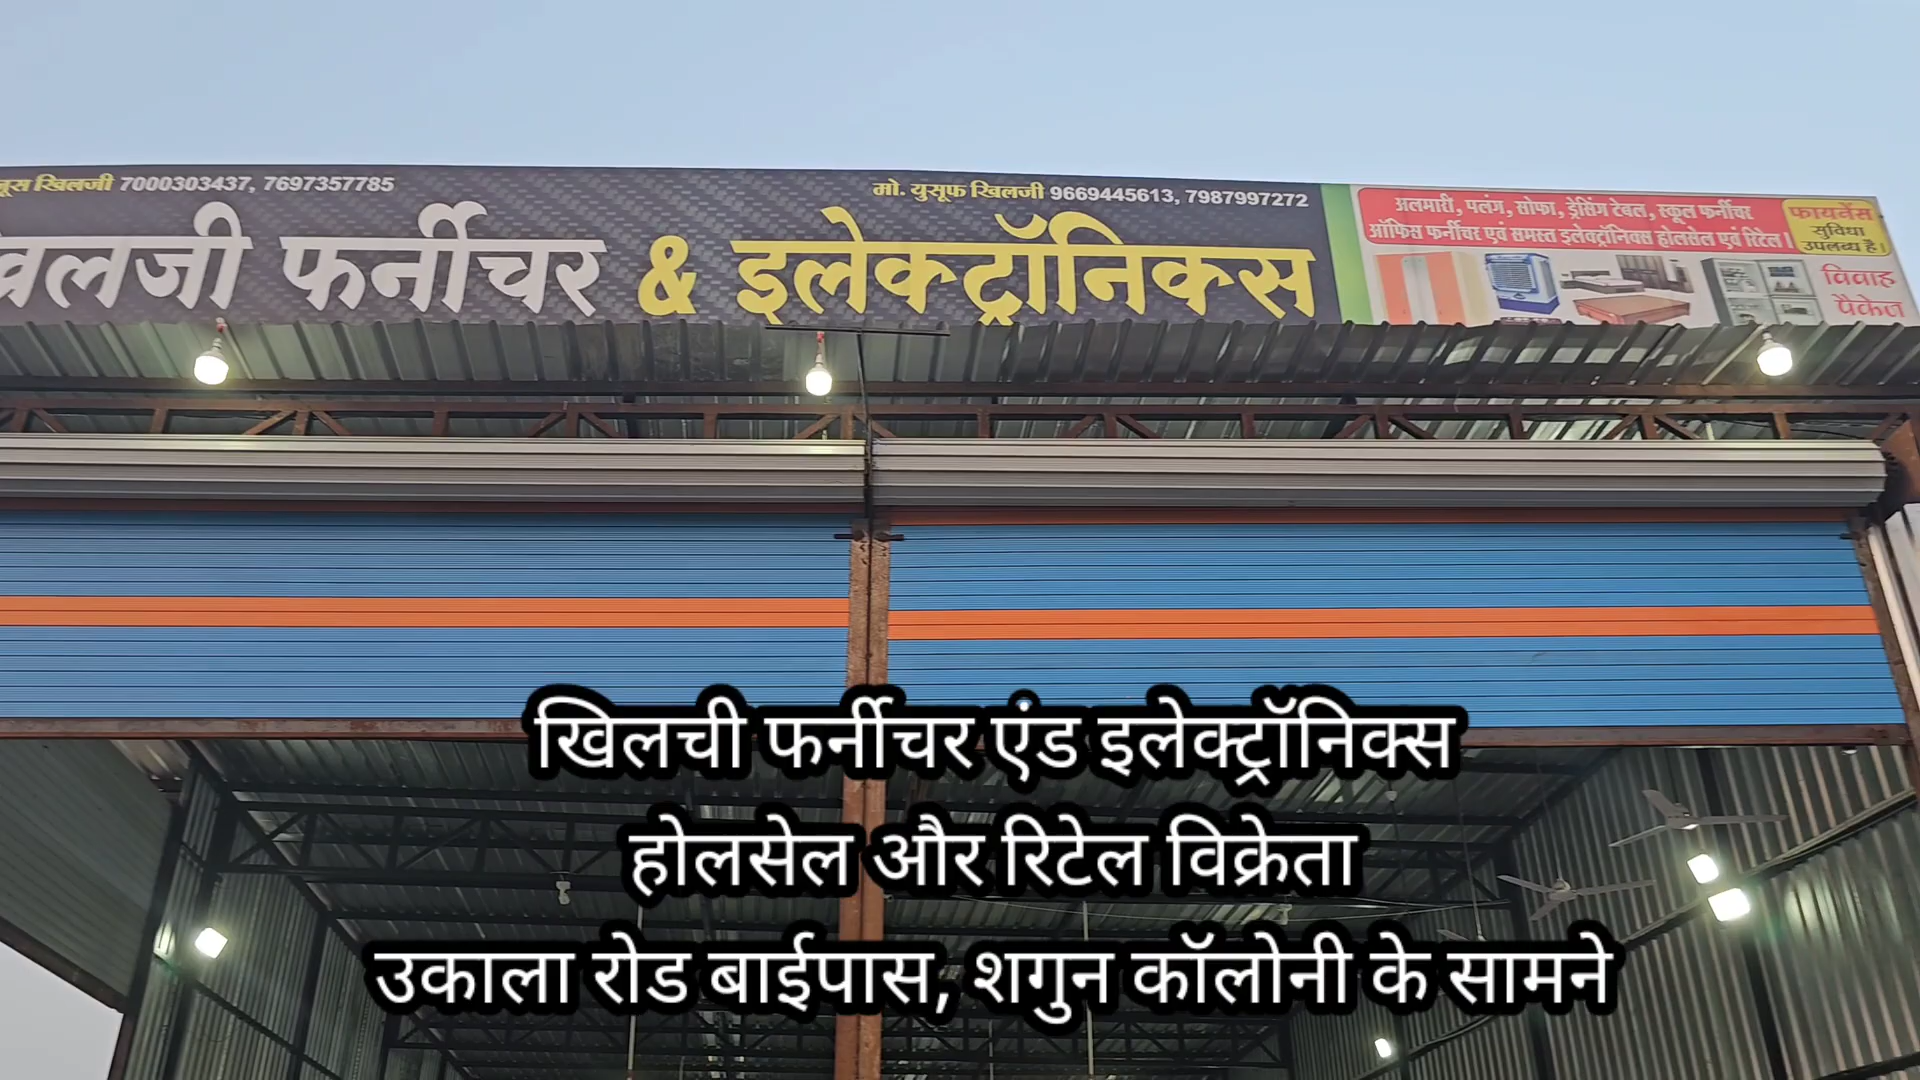 खिलजी 7000303437, 7697357785
मो. युसूफ खिलजी 9669445613, 7987997272
फर्नीचर & इलेक्ट्रॉनिक्स
अलमारी, पलंग, सोफा, ड्रेसिंग टेबल, स्कूल फर्नीचर
ऑफिस फर्नीचर एवं समस्त इलेक्ट्रॉनिक्स होलसेल एवं रिटेल।
फायनेंस
सुविधा
उपलब्ध है।
विवाह
पैकेज
खिलची फर्नीचर एंड इलेक्ट्रॉनिक्स
होलसेल और रिटेल विक्रेता
उकाला रोड बाईपास, शगुन कॉलोनी के सामने